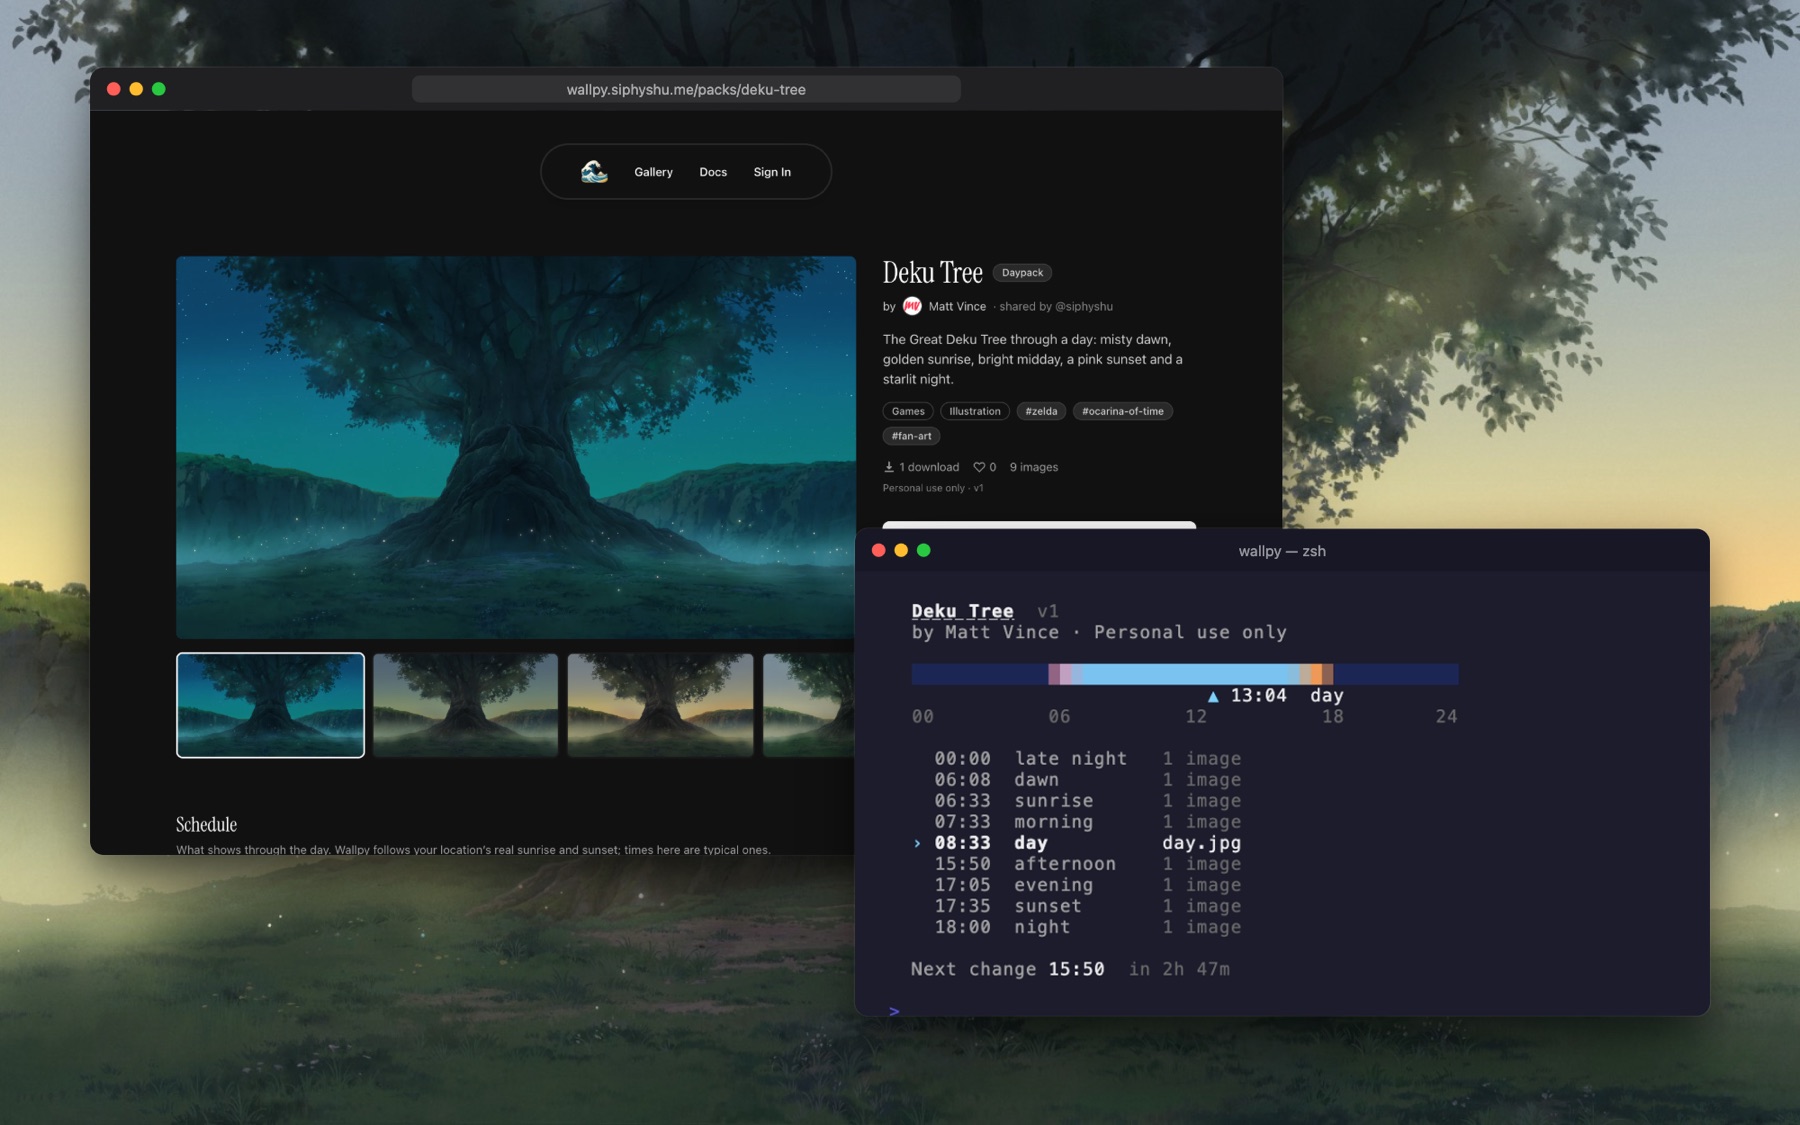 wallpy.siphyshu.me/packs/deku-tree
Gallery Docs Sign In
Deku Tree Daypack
by Matt Vince · shared by @siphyshu
The Great Deku Tree through a day: misty dawn,
golden sunrise, bright midday, a pink sunset and a
starlit night.
Games Illustration #zelda #ocarina-of-time
#fan-art
1 download 0 9 images
Personal use only · v1
Schedule
What shows through the day. Wallpy follows your location's real sunrise and sunset; times here are typical ones.
wallpy — zsh
Deku Tree v1
by Matt Vince · Personal use only
▲ 13:04 day
00 06 12 18 24
00:00 late night 1 image
06:08 dawn 1 image
06:33 sunrise 1 image
07:33 morning 1 image
› 08:33 day day.jpg
15:50 afternoon 1 image
17:05 evening 1 image
17:35 sunset 1 image
18:00 night 1 image
Next change 15:50 in 2h 47m
>